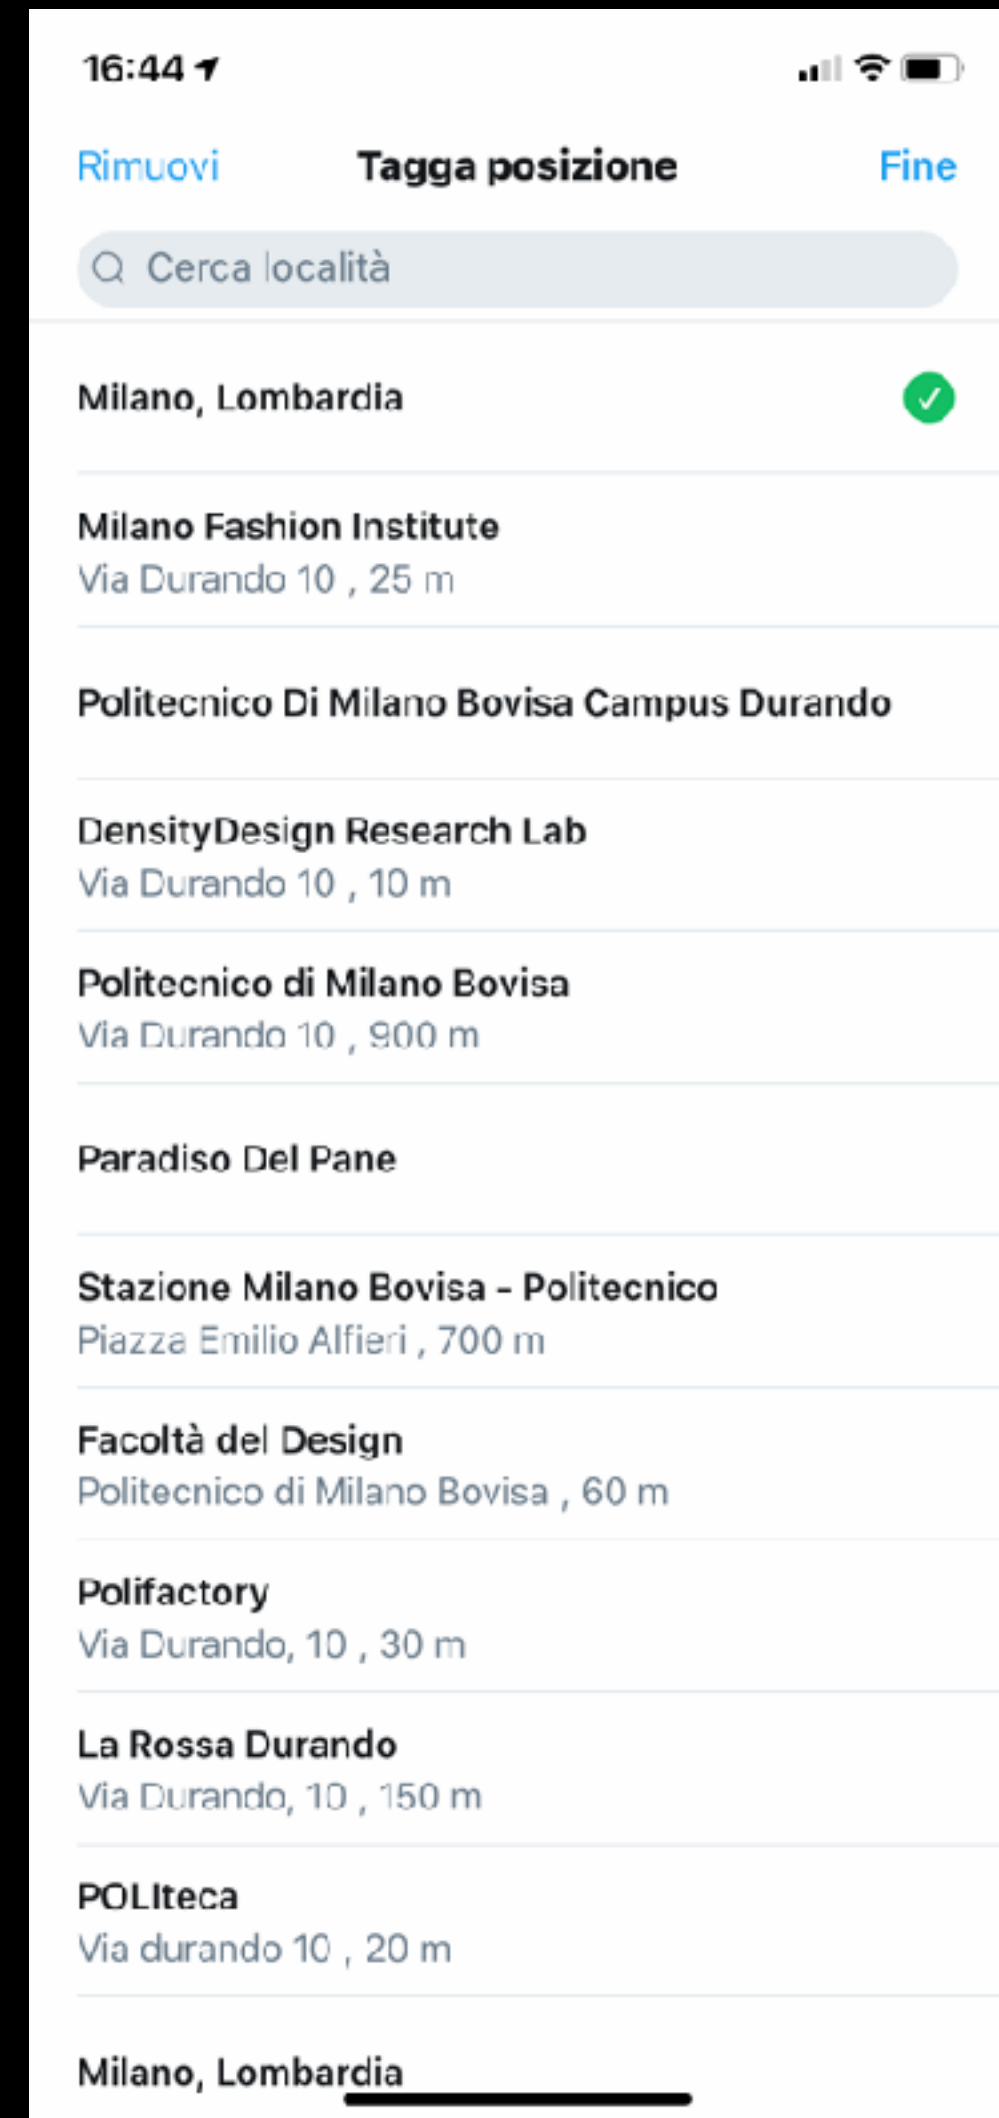 16:44
Rimuovi Tagga posizione Fine
Cerca località
Milano, Lombardia
Milano Fashion Institute
Via Durando 10 , 25 m
Politecnico Di Milano Bovisa Campus Durando
DensityDesign Research Lab
Via Durando 10 , 10 m
Politecnico di Milano Bovisa
Via Durando 10 , 900 m
Paradiso Del Pane
Stazione Milano Bovisa - Politecnico
Piazza Emilio Alfieri , 700 m
Facoltà del Design
Politecnico di Milano Bovisa , 60 m
Polifactory
Via Durando, 10 , 30 m
La Rossa Durando
Via Durando, 10 , 150 m
POLIteca
Via durando 10 , 20 m
Milano, Lombardia